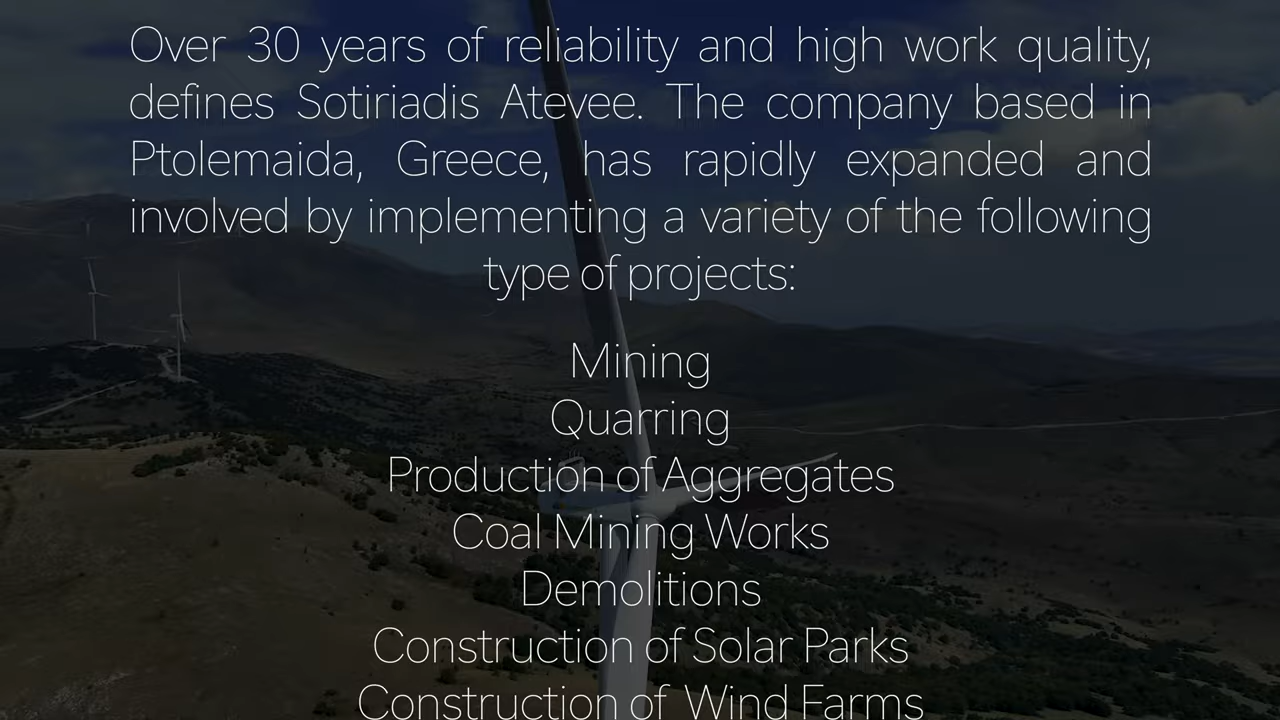 Over 30 years of reliability and high work quality,
defines Sotiriadis Atevee. The company based in
Ptolemaida, Greece, has rapidly expanded and
involved by implementing a variety of the following
type of projects:
Mining
Quarring
Production of Aggregates
Coal Mining Works
Demolitions
Construction of Solar Parks
Construction of Wind Farms